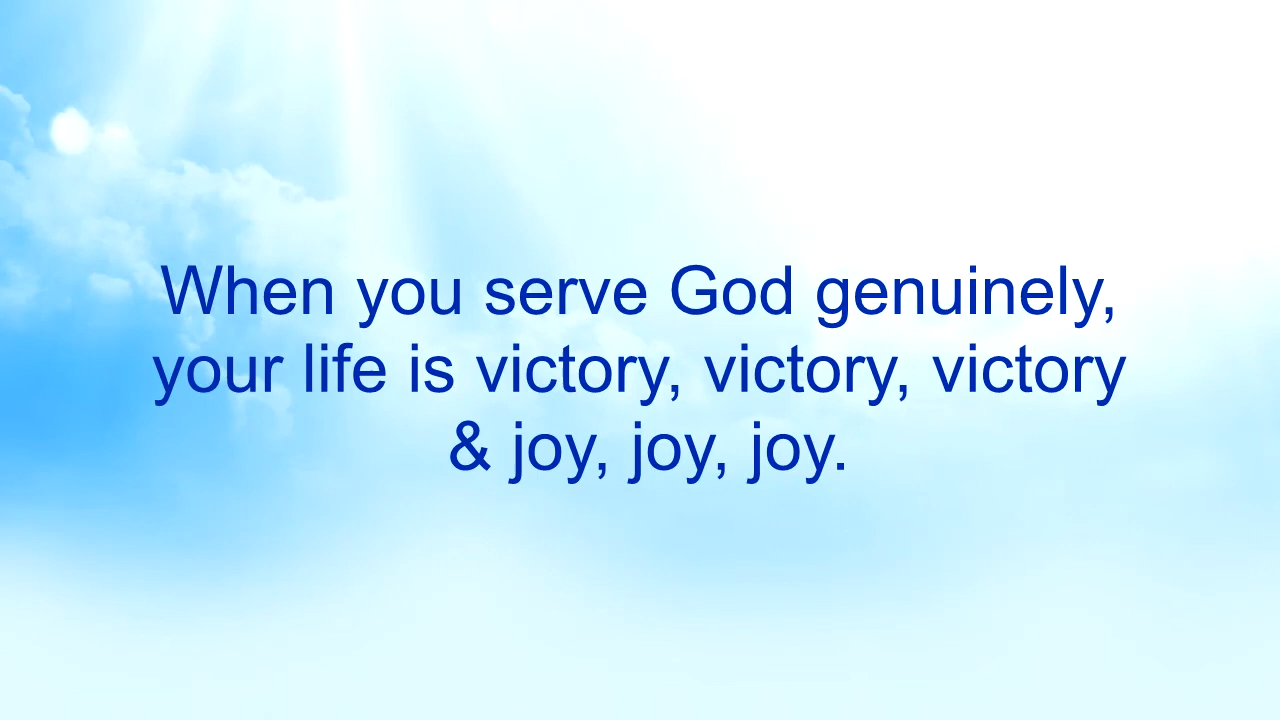 When you serve God genuinely,
your life is victory, victory, victory
& joy, joy, joy.